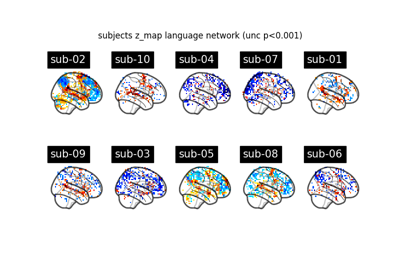 subjects z_map language network (unc p<0.001)
sub-02 sub-10 sub-04 sub-07 sub-01
sub-09 sub-03 sub-05 sub-08 sub-06